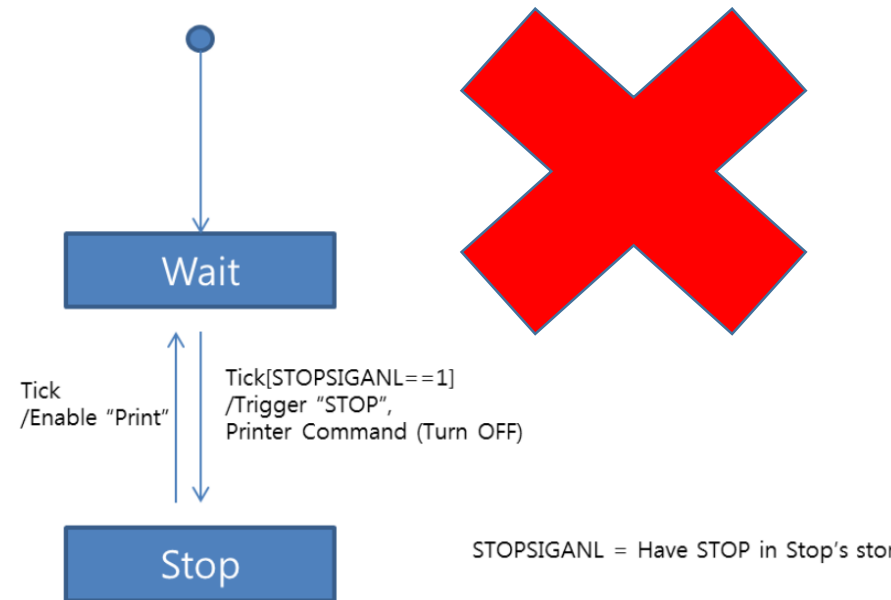 Wait
Tick
/Enable “Print”
Tick[STOPSIGANL==1]
/Trigger “STOP”,
Printer Command (Turn OFF)
Stop
STOPSIGANL = Have STOP in Stop’s